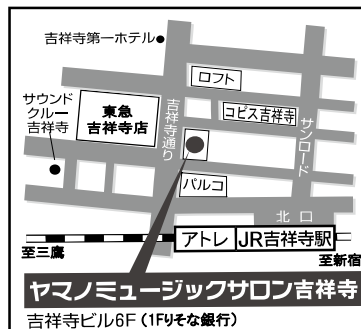 吉祥寺第一ホテル
ロフト
サウンド
クルー
吉祥寺
東急
吉祥寺店
吉祥寺通り
コピス吉祥寺
サンロード
パルコ
北口
アトレ
JR吉祥寺駅
至三鷹
至新宿
ヤマノミュージックサロン吉祥寺
吉祥寺ビル6F (1Fりそな銀行)